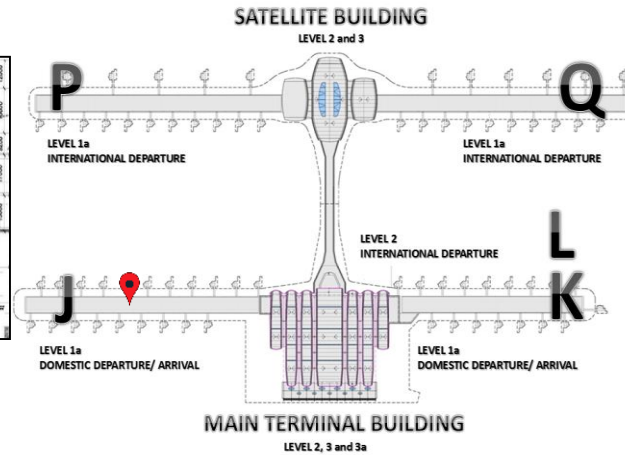 SATELLITE BUILDING
LEVEL 2 and 3
P
Q
LEVEL 1a
INTERNATIONAL DEPARTURE
LEVEL 1a
INTERNATIONAL DEPARTURE
LEVEL 2
INTERNATIONAL DEPARTURE
L
J
K
LEVEL 1a
DOMESTIC DEPARTURE/ ARRIVAL
LEVEL 1a
DOMESTIC DEPARTURE/ ARRIVAL
MAIN TERMINAL BUILDING
LEVEL 2, 3 and 3a